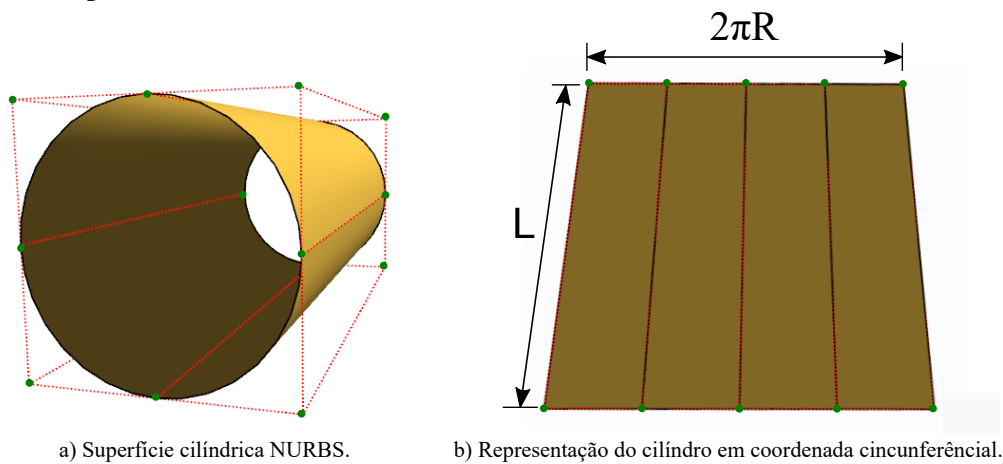 2πR
L
a) Superfície cilíndrica NURBS.
b) Representação do cilíndro em coordenada cincunferêncial.